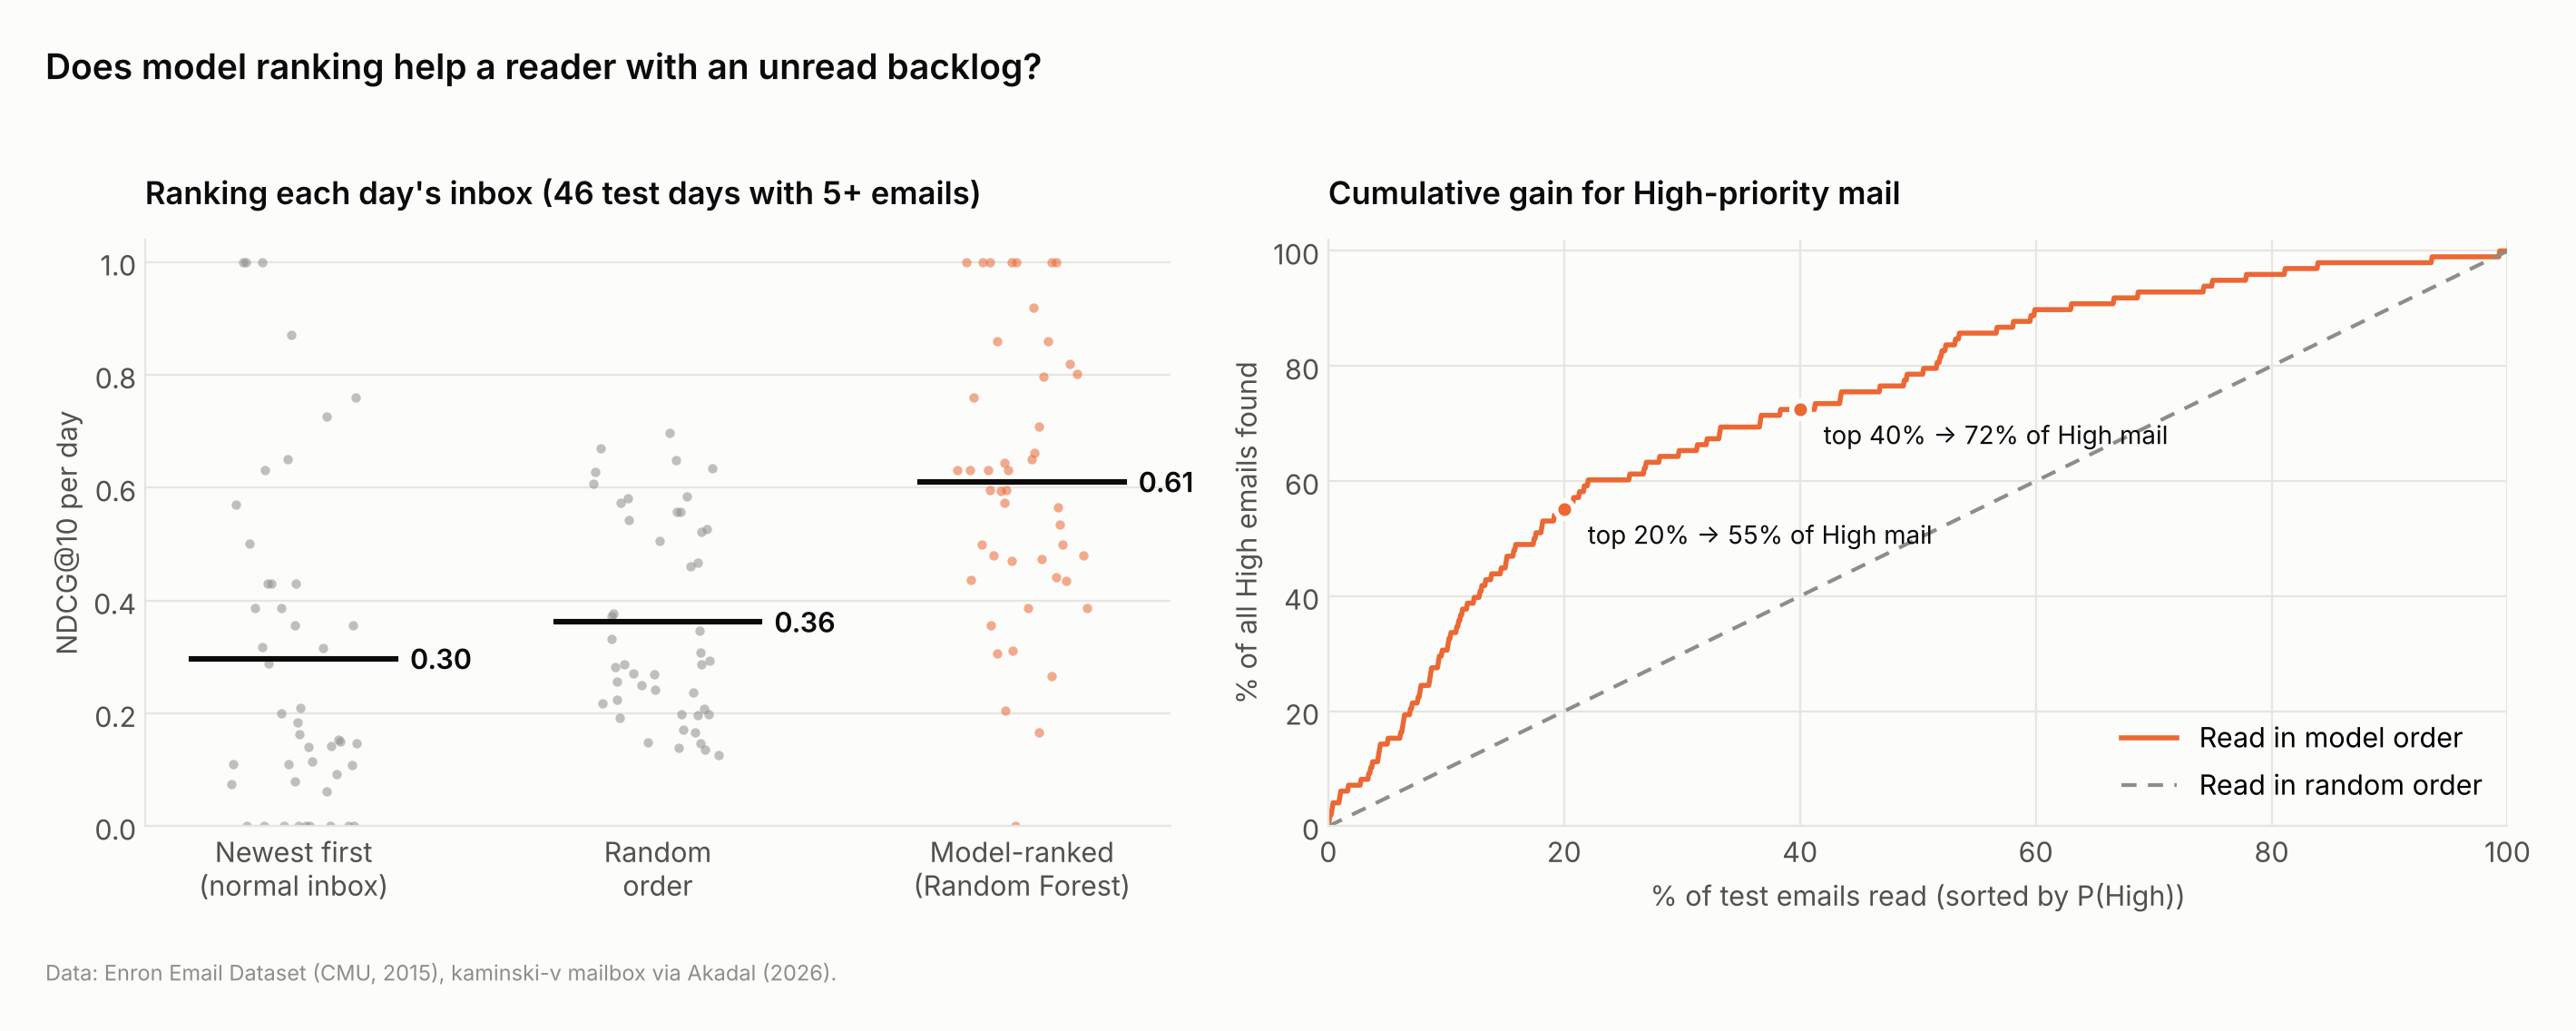 Does model ranking help a reader with an unread backlog?
Ranking each day's inbox (46 test days with 5+ emails)
NDCG@10 per day
1.0
0.8
0.6
0.4
0.2
0.0
0.30
0.36
0.61
Newest first
(normal inbox)
Random
order
Model-ranked
(Random Forest)
Cumulative gain for High-priority mail
% of all High emails found
100
80
60
40
20
0
top 40% → 72% of High mail
top 20% → 55% of High mail
Read in model order
Read in random order
0
20
40
60
80
100
% of test emails read (sorted by P(High))
Data: Enron Email Dataset (CMU, 2015), kaminski-v mailbox via Akadal (2026).